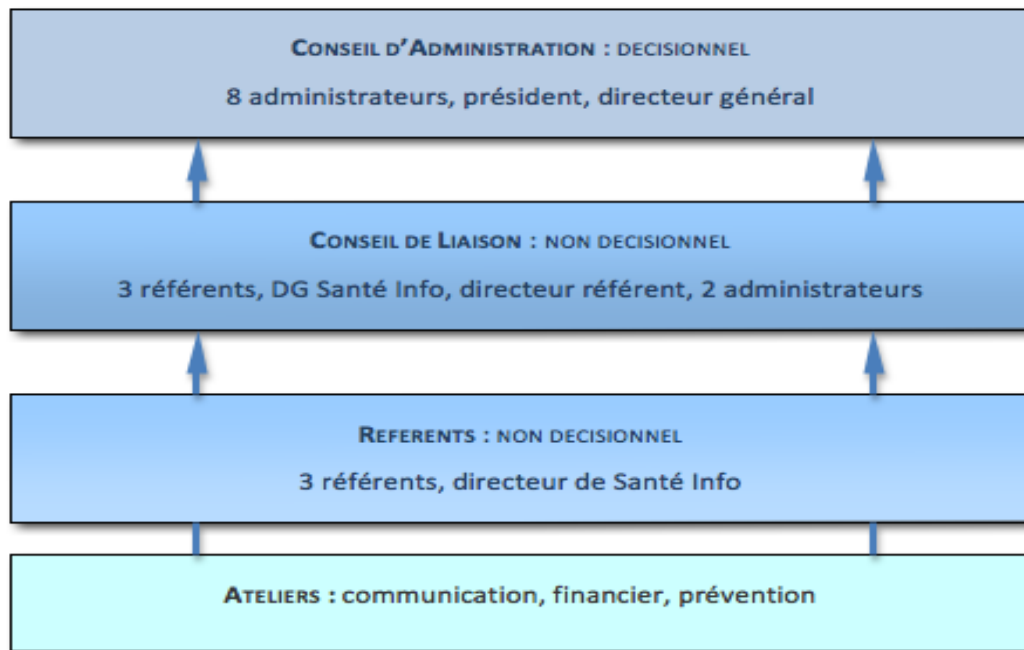 CONSEIL D'ADMINISTRATION : DECISIONNEL
8 administrateurs, président, directeur général
CONSEIL DE LIAISON : NON DECISIONNEL
3 référents, DG Santé Info, directeur référent, 2 administrateurs
REFERENTS : NON DECISIONNEL
3 référents, directeur de Santé Info
ATELIERS : communication, financier, prévention